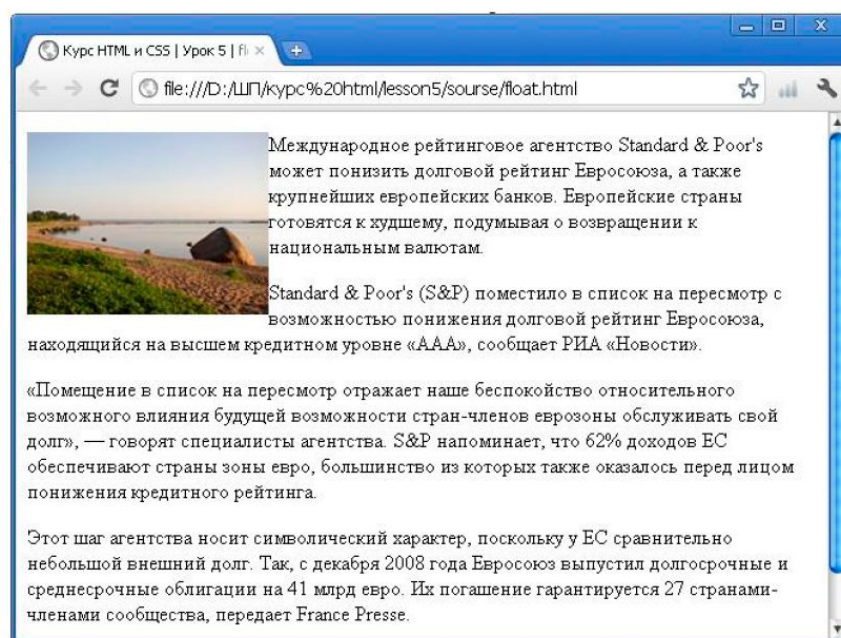 Курс HTML и CSS | Урок 5 | fl
file:///D:/ШП/курс%20html/lesson5/sourse/float.html
Международное рейтинговое агентство Standard & Poor's
может понизить долговой рейтинг Евросоюза, а также
крупнейших европейских банков. Европейские страны
готовятся к худшему, подумывая о возвращении к
национальным валютам.
Standard & Poor's (S&P) поместило в список на пересмотр с
возможностью понижения долговой рейтинг Евросоюза,
находящийся на высшем кредитном уровне «AAA», сообщает РИА «Новости».
«Помещение в список на пересмотр отражает наше беспокойство относительного
возможного влияния будущей возможности стран-членов еврозоны обслуживать свой
долг», — говорят специалисты агентства. S&P напоминает, что 62% доходов ЕС
обеспечивают страны зоны евро, большинство из которых также оказалось перед лицом
понижения кредитного рейтинга.
Этот шаг агентства носит символический характер, поскольку у ЕС сравнительно
небольшой внешний долг. Так, с декабря 2008 года Евросоюз выпустил долгосрочные и
среднесрочные облигации на 41 млрд евро. Их погашение гарантируется 27 странами-
членами сообщества, передает France Presse.